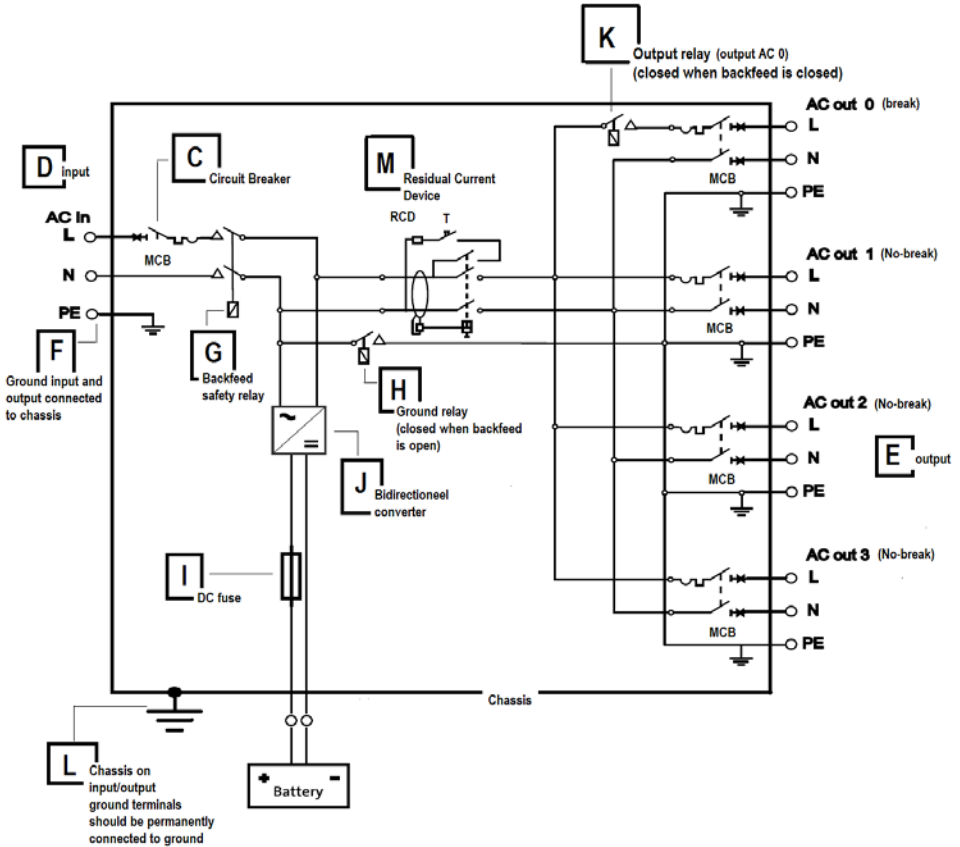 K
Output relay (output AC 0)
(closed when backfeed is closed)
AC out 0 (break)
L
N
PE
MCB
D
input
C
Circuit Breaker
M
Residual Current
Device
RCD
T
AC In
L
N
PE
MCB
AC out 1 (No-break)
L
N
PE
MCB
F
Ground input and
output connected
to chassis
G
Backfeed
safety relay
H
Ground relay
(closed when backfeed
is open)
AC out 2 (No-break)
L
N
PE
MCB
E
output
J
Bidirectioneel
converter
I
DC fuse
AC out 3 (No-break)
L
N
PE
MCB
Chassis
L
Chassis on
input/output
ground terminals
should be permanently
connected to ground
+ -
Battery